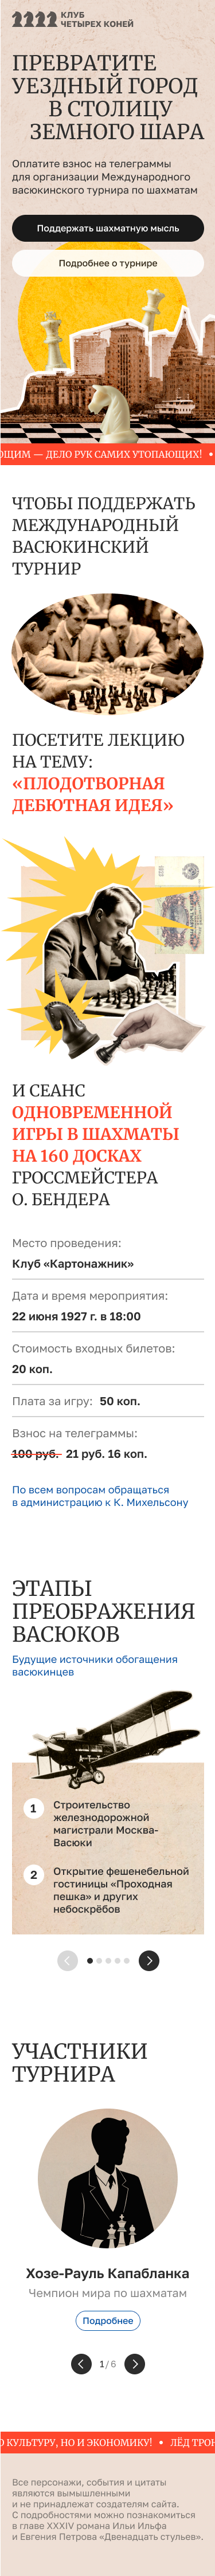 КЛУБ
ЧЕТЫРЕХ КОНЕЙ
ПРЕВРАТИТЕ
УЕЗДНЫЙ ГОРОД
В СТОЛИЦУ
ЗЕМНОГО ШАРА
Оплатите взнос на телеграммы
для организации Международного
васюкинского турнира по шахматам
Поддержать шахматную мысль
Подробнее о турнире
ЮЩИМ — ДЕЛО РУК САМИХ УТОПАЮЩИХ! •
ЧТОБЫ ПОДДЕРЖАТЬ
МЕЖДУНАРОДНЫЙ
ВАСЮКИНСКИЙ
ТУРНИР
ПОСЕТИТЕ ЛЕКЦИЮ
НА ТЕМУ:
«ПЛОДОТВОРНАЯ
ДЕБЮТНАЯ ИДЕЯ»
И СЕАНС
ОДНОВРЕМЕННОЙ
ИГРЫ В ШАХМАТЫ
НА 160 ДОСКАХ
ГРОССМЕЙСТЕРА
О. БЕНДЕРА
Место проведения:
Клуб «Картонажник»
Дата и время мероприятия:
22 июня 1927 г. в 18:00
Стоимость входных билетов:
20 коп.
Плата за игру: 50 коп.
Взнос на телеграммы:
100 руб. 21 руб. 16 коп.
По всем вопросам обращаться
в администрацию к К. Михельсону
ЭТАПЫ
ПРЕОБРАЖЕНИЯ
ВАСЮКОВ
Будущие источники обогащения
васюкинцев
1 Строительство
железнодорожной
магистрали Москва-
Васюки
2 Открытие фешенебельной
гостиницы «Проходная
пешка» и других
небоскрёбов
УЧАСТНИКИ
ТУРНИРА
Хозе-Рауль Капабланка
Чемпион мира по шахматам
Подробнее
1 / 6
О КУЛЬТУРУ, НО И ЭКОНОМИКУ! • ЛЁД ТРОН
Все персонажи, события и цитаты
являются вымышленными
и не принадлежат создателям сайта.
С подробностями можно познакомиться
в главе XXXIV романа Ильи Ильфа
и Евгения Петрова «Двенадцать стульев».